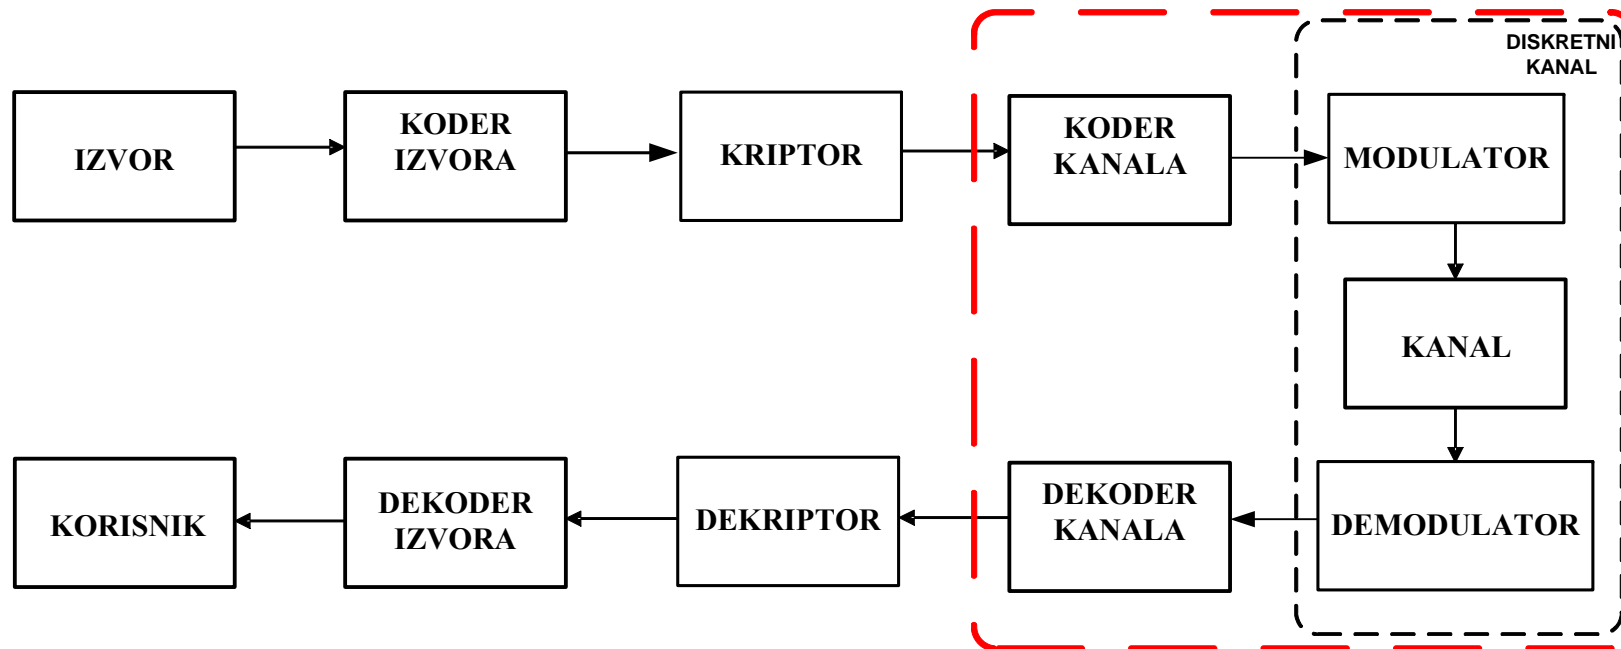 DISKRETNI
KANAL
IZVOR
KODER
IZVORA
KRIPTOR
KODER
KANALA
MODULATOR
KANAL
KORISNIK
DEKODER
IZVORA
DEKRIPTOR
DEKODER
KANALA
DEMODULATOR